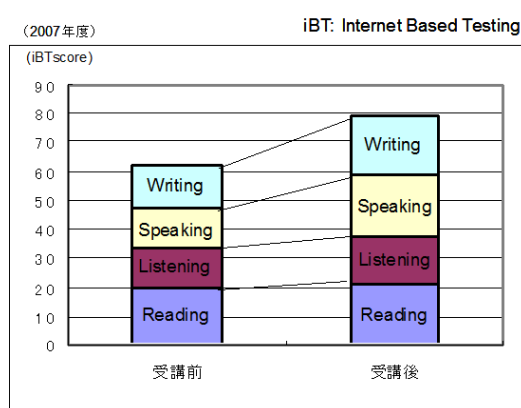 (2007年度)
iBT: Internet Based Testing
(iBTscore)
90
80
70
60
50
40
30
20
10
0
Writing
Speaking
Listening
Reading
Writing
Speaking
Listening
Reading
受講前
受講後